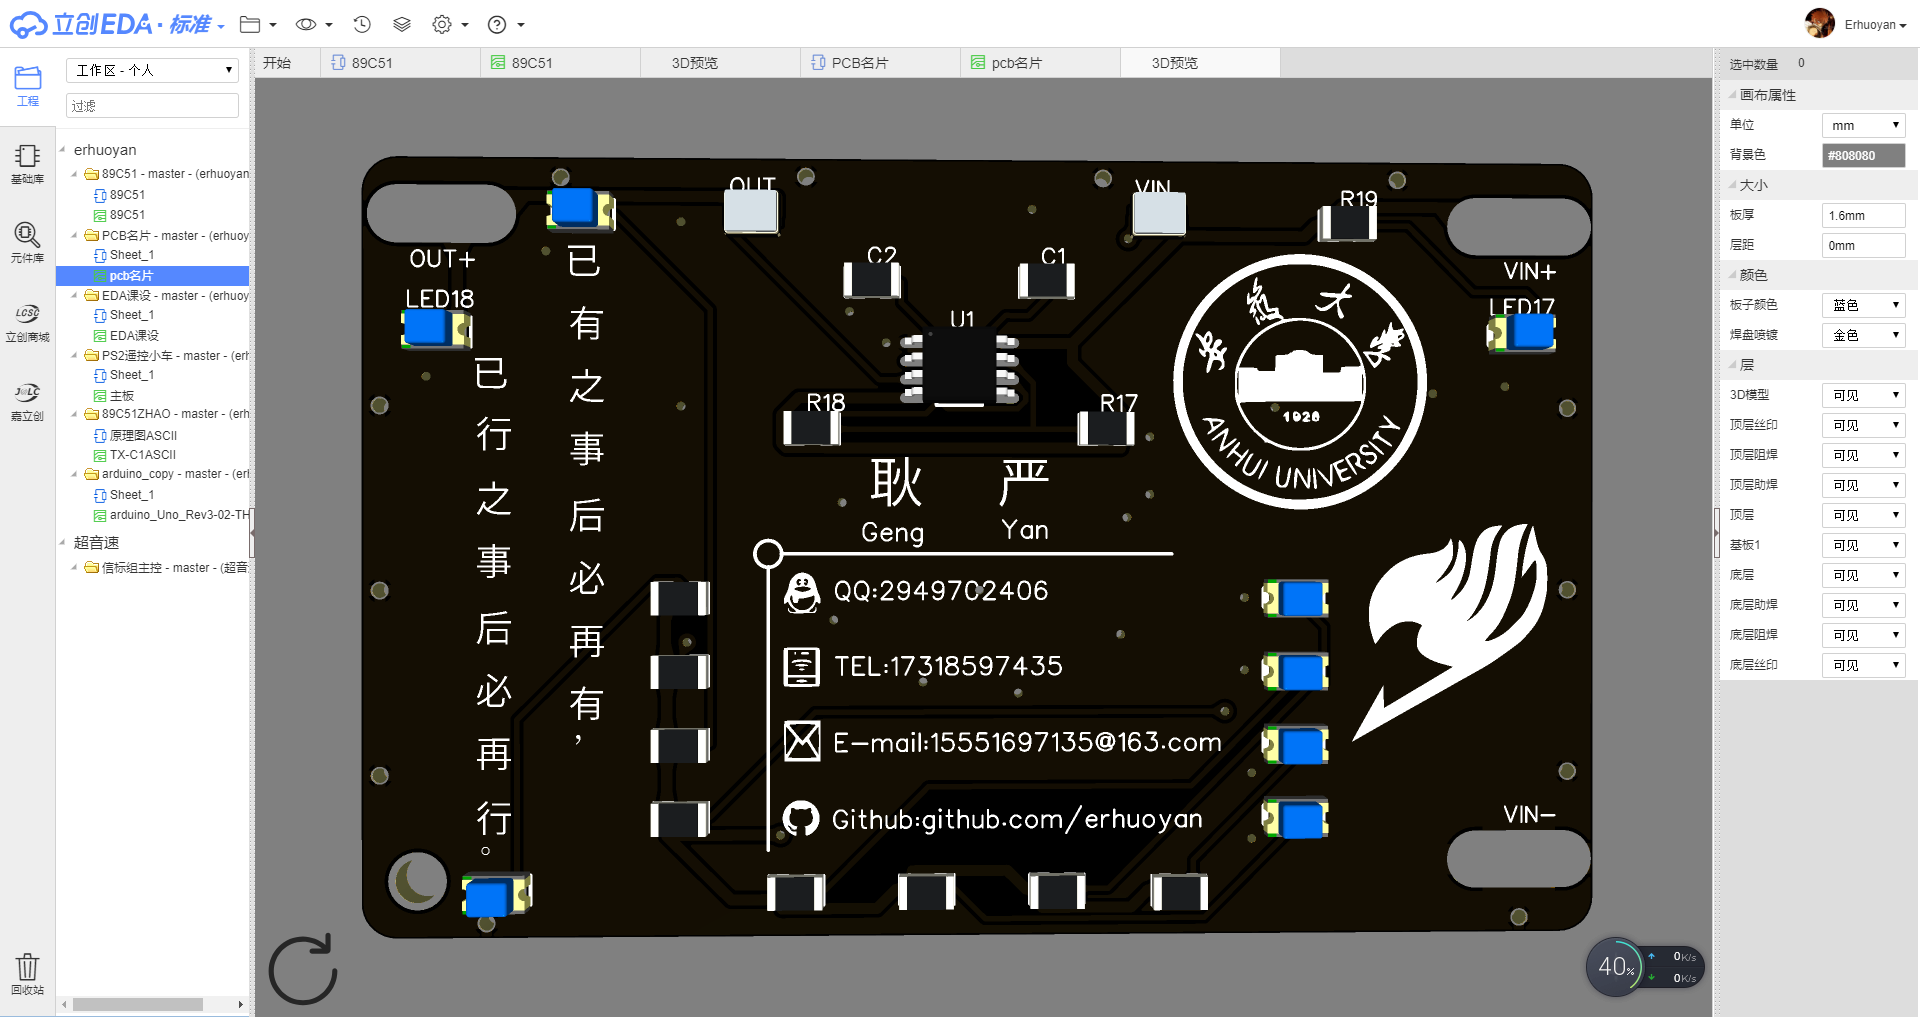 立创EDA·标准
Erhuoyan
开始
89C51
89C51
3D预览
PCB名片
pcb名片
3D预览
工程
基础库
元件库
立创商城
嘉立创
回收站
工作区 - 个人
过滤
erhuoyan
89C51 - master - (erhuoyan
89C51
89C51
PCB名片 - master - (erhuoy
Sheet_1
pcb名片
EDA课设 - master - (erhuoy
Sheet_1
EDA课设
PS2遥控小车 - master - (erh
Sheet_1
主板
89C51ZHAO - master - (erh
原理图ASCII
TX-C1ASCII
arduino_copy - master - (erh
Sheet_1
arduino_Uno_Rev3-02-TH
超音速
信标组主控 - master - (超音
OUT
VIN
R19
OUT+
LED18
C2
C1
U1
VIN+
LED17
R18
R17
已有之事后必再有，
已行之事后必再行。
安徽大學
1928
ANHUI UNIVERSITY
耿 严
Geng Yan
QQ:2949702406
TEL:17318597435
E-mail:15551697135@163.com
Github:github.com/erhuoyan
VIN-
选中数量 0
画布属性
单位 mm
背景色 #808080
大小
板厚 1.6mm
层距 0mm
颜色
板子颜色 蓝色
焊盘喷镀 金色
层
3D模型 可见
顶层丝印 可见
顶层阻焊 可见
顶层助焊 可见
顶层 可见
基板1 可见
底层 可见
底层助焊 可见
底层阻焊 可见
底层丝印 可见
40%
0K/s
0K/s